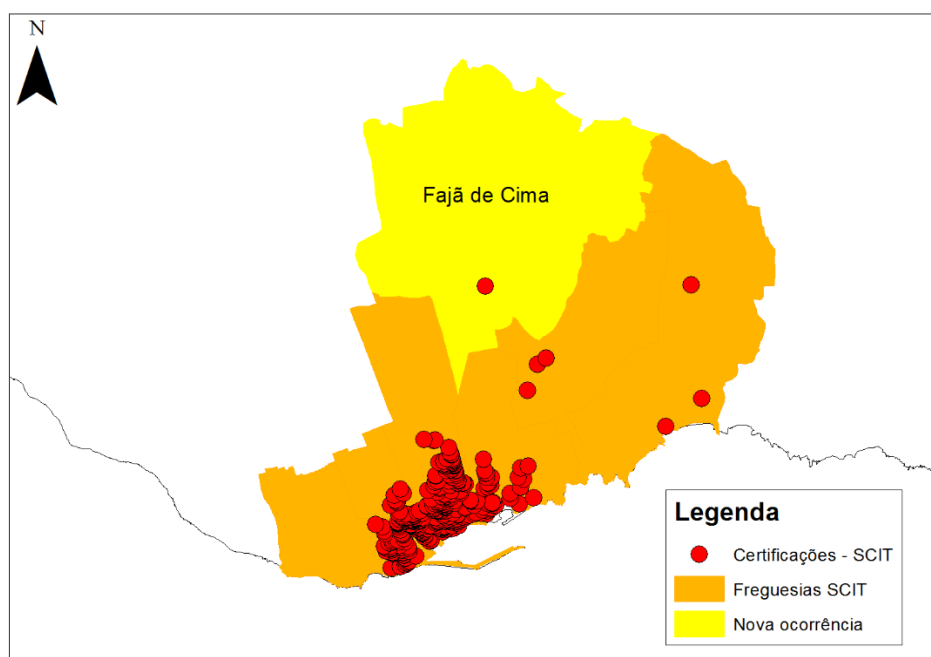 N
Fajã de Cima
Legenda
Certificações - SCIT
Freguesias SCIT
Nova ocorrência